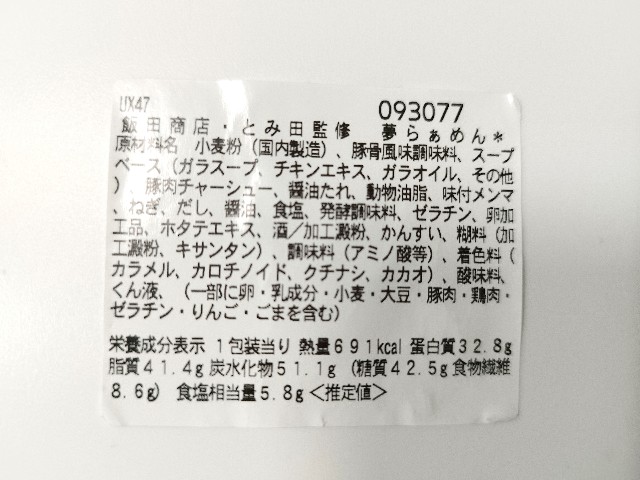 UX47
093077
飯田商店・とみ田監修 夢らぁめん*
原材料名 小麦粉（国内製造）、豚骨風味調味料、スープ
ベース（ガラスープ チキンエキス、ガラオイル、その他
）、豚肉チャーシュー、醤油たれ、動物油脂、味付メンマ
、ねぎ、だし、醤油、食塩、発酵調味料、ゼラチン、卵加
工品、ホタテエキス、酒／加工澱粉、かんすい、糊料（加
工澱粉、キサンタン）、調味料（アミノ酸等）、着色料（
カラメル、カロチノイド、クチナシ、カカオ）、酸味料、
くん液、（一部に卵・乳成分・小麦・大豆・豚肉・鶏肉・
ゼラチン・りんご・ごまを含む）
栄養成分表示 1包装当り 熱量691kcal 蛋白質32.8g
脂質41.4g 炭水化物51.1g （糖質42.5g食物繊維
8.6g） 食塩相当量5.8g＜推定値＞